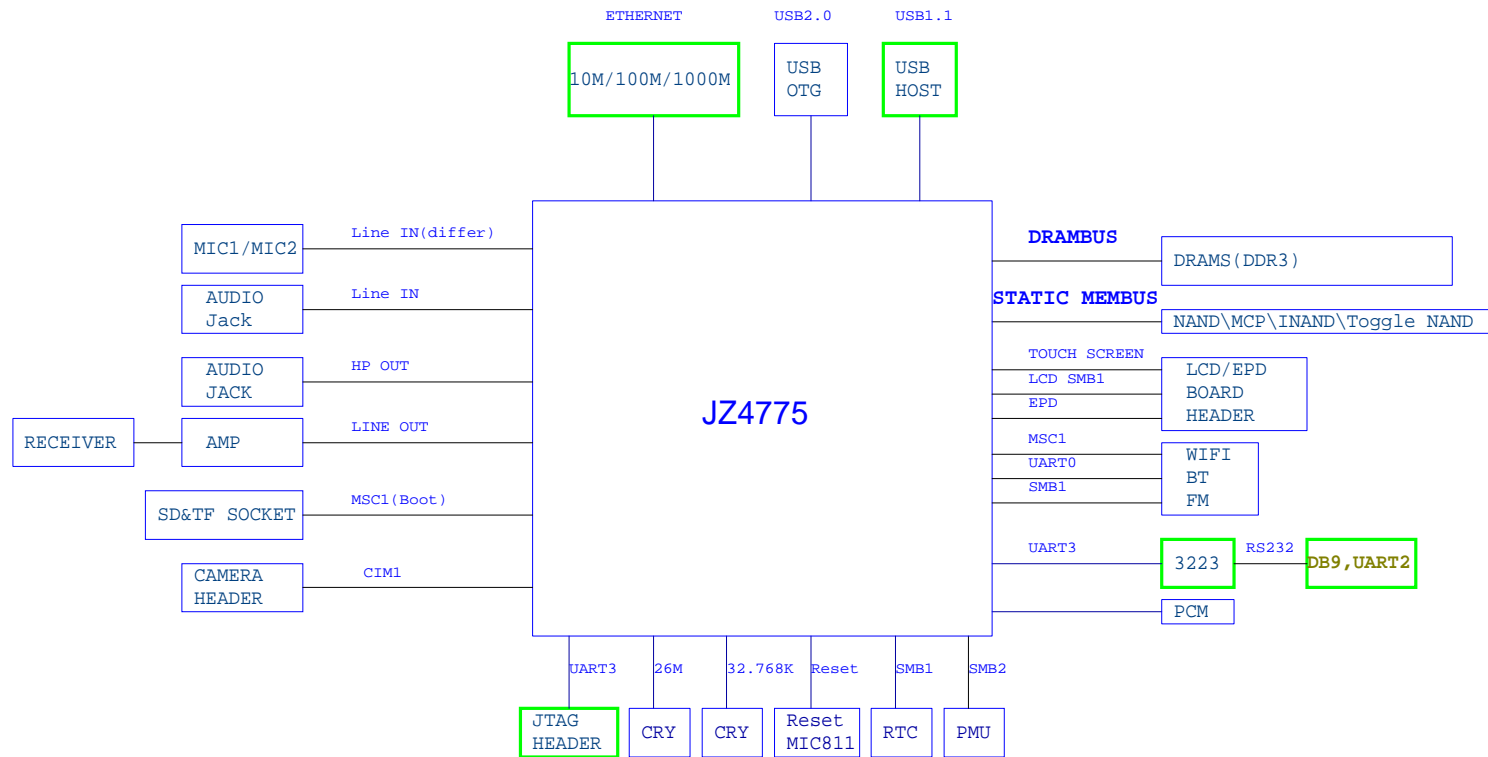 ETHERNET
USB2.0
USB1.1
10M/100M/1000M
USB
OTG
USB
HOST
MIC1/MIC2
Line IN(differ)
AUDIO
Jack
Line IN
AUDIO
JACK
HP OUT
RECEIVER
AMP
LINE OUT
SD&TF SOCKET
MSC1(Boot)
CAMERA
HEADER
CIM1
JZ4775
DRAMBUS
DRAMS(DDR3)
STATIC MEMBUS
NAND\MCP\INAND\Toggle NAND
TOUCH SCREEN
LCD SMB1
EPD
LCD/EPD
BOARD
HEADER
MSC1
UART0
SMB1
WIFI
BT
FM
UART3
3223
RS232
DB9,UART2
PCM
UART3
26M
32.768K
Reset
SMB1
SMB2
JTAG
HEADER
CRY
CRY
Reset
MIC811
RTC
PMU